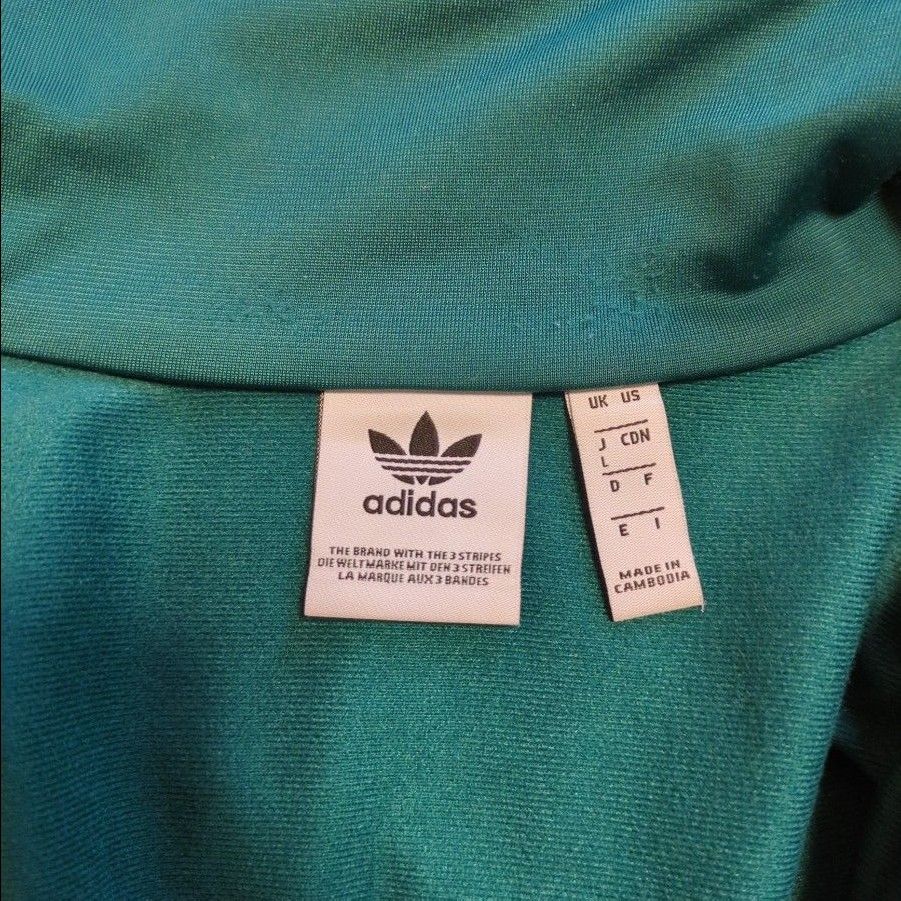 adidas
THE BRAND WITH THE 3 STRIPES
DIE WELTMARKE MIT DEN 3 STREIFEN
LA MARQUE AUX 3 BANDES
UK US
J CDN
L
D F
E I
MADE IN
CAMBODIA